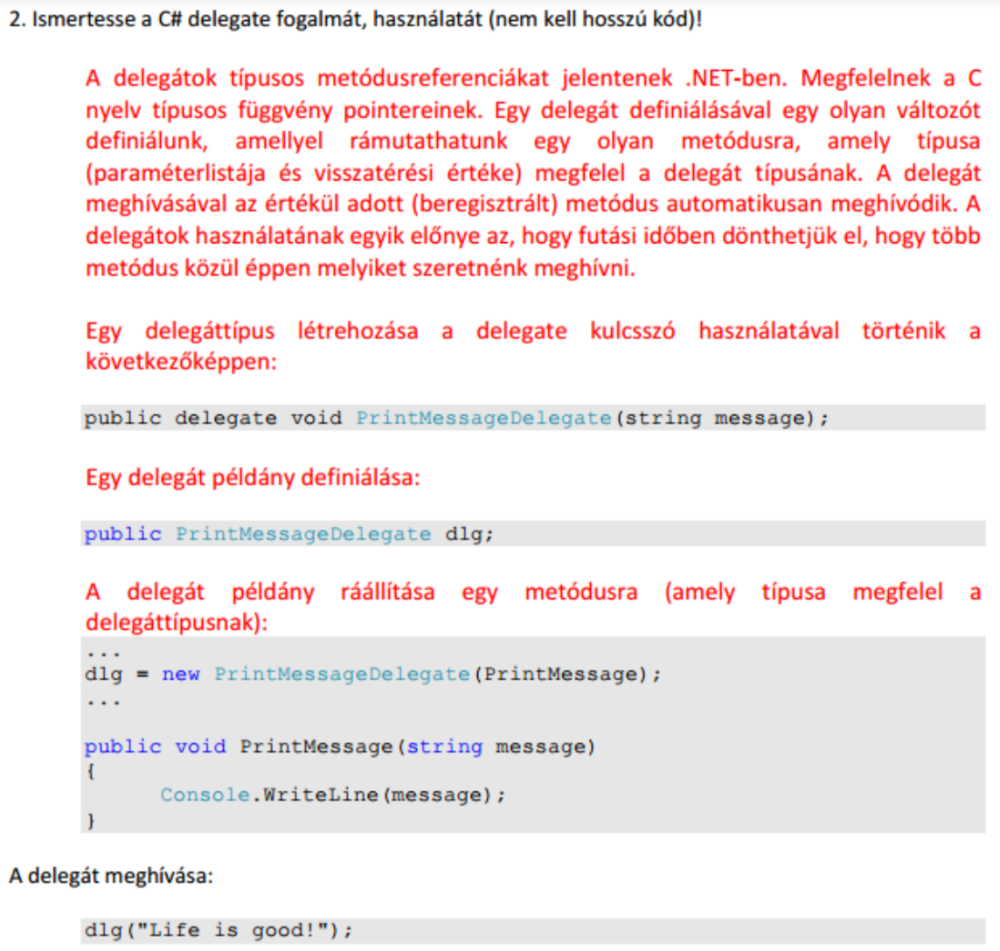 2. Ismertesse a C# delegate fogalmát, használatát (nem kell hosszú kód)!
A delegátok típusos metódusreferenciákat jelentenek .NET-ben. Megfelelnek a C
nyelv típusos függvény pointereinek. Egy delegát definiálásával egy olyan változót
definiálunk, amellyel rámutathatunk egy olyan metódusra, amely típusa
(paraméterlistája és visszatérési értéke) megfelel a delegát típusának. A delegát
meghívásával az értékül adott (beregisztrált) metódus automatikusan meghívódik. A
delegátok használatának egyik előnye az, hogy futási időben dönthetjük el, hogy több
metódus közül éppen melyiket szeretnénk meghívni.
Egy delegáttípus létrehozása a delegate kulcsszó használatával történik a
következőképpen:
public delegate void PrintMessageDelegate(string message);
Egy delegát példány definiálása:
public PrintMessageDelegate dlg;
A delegát példány ráállítása egy metódusra (amely típusa megfelel a
delegáttípusnak):
...
dlg = new PrintMessageDelegate(PrintMessage);
...
public void PrintMessage(string message)
{
Console.WriteLine(message);
}
A delegát meghívása:
dlg("Life is good!");